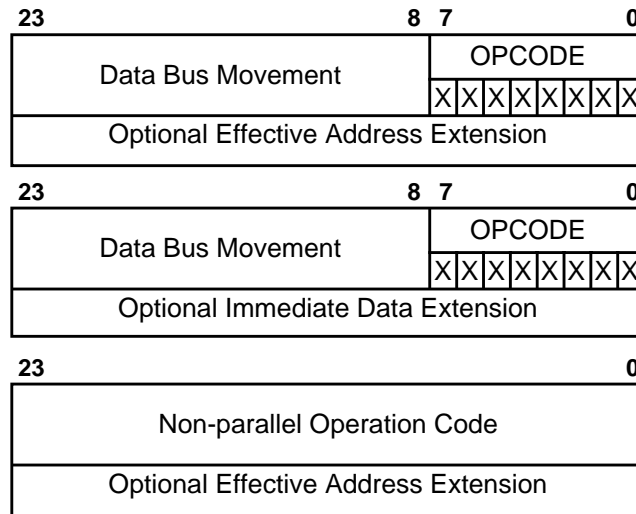 23 8 7 0
OPCODE
Data Bus Movement
X X X X X X X X
Optional Effective Address Extension
23 8 7 0
OPCODE
Data Bus Movement
X X X X X X X X
Optional Immediate Data Extension
23 0
Non-parallel Operation Code
Optional Effective Address Extension